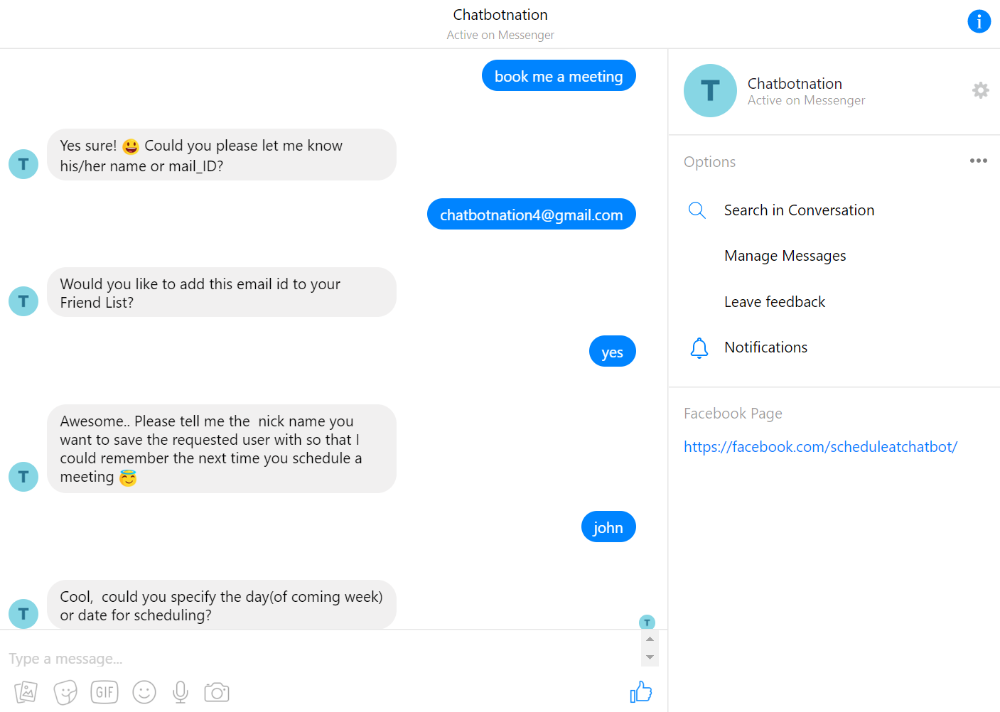 Chatbotnation
Active on Messenger
i
book me a meeting
Yes sure! 😃 Could you please let me know
his/her name or mail_ID?
T
chatbotnation4@gmail.com
Would you like to add this email id to your
Friend List?
T
yes
Awesome.. Please tell me the  nick name you
want to save the requested user with so that I
could remember the next time you schedule a
meeting 😇
T
john
Cool,  could you specify the day(of coming week)
or date for scheduling?
T
T
Type a message...
GIF
T
Chatbotnation
Active on Messenger
Options
Search in Conversation
Manage Messages
Leave feedback
Notifications
Facebook Page
https://facebook.com/scheduleatchatbot/